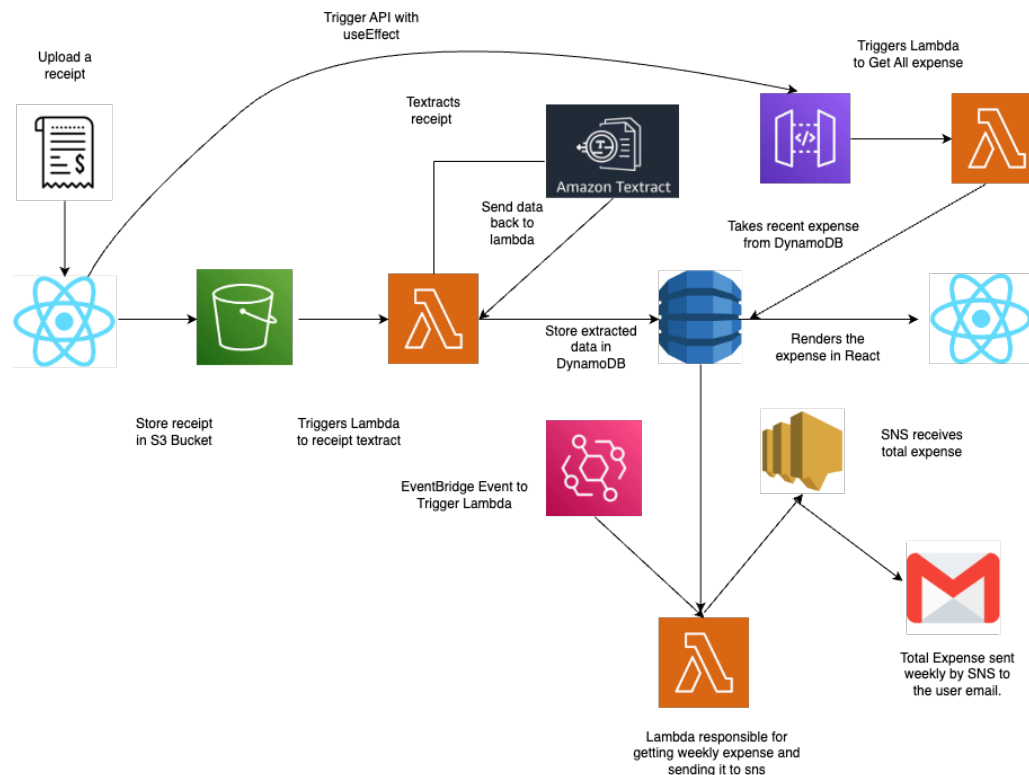 Trigger API with
useEffect
Upload a
receipt
Triggers Lambda
to Get All expense
Textracts
receipt
$
T
</>
Amazon Textract
Send data
back to
lambda
Takes recent expense
from DynamoDB
Store extracted
data in
DynamoDB
Renders the
expense in React
Store receipt
in S3 Bucket
Triggers Lambda
to receipt textract
SNS receives
total expense
EventBridge Event to
Trigger Lambda
Total Expense sent
weekly by SNS to
the user email.
Lambda responsible for
getting weekly expense and
sending it to sns